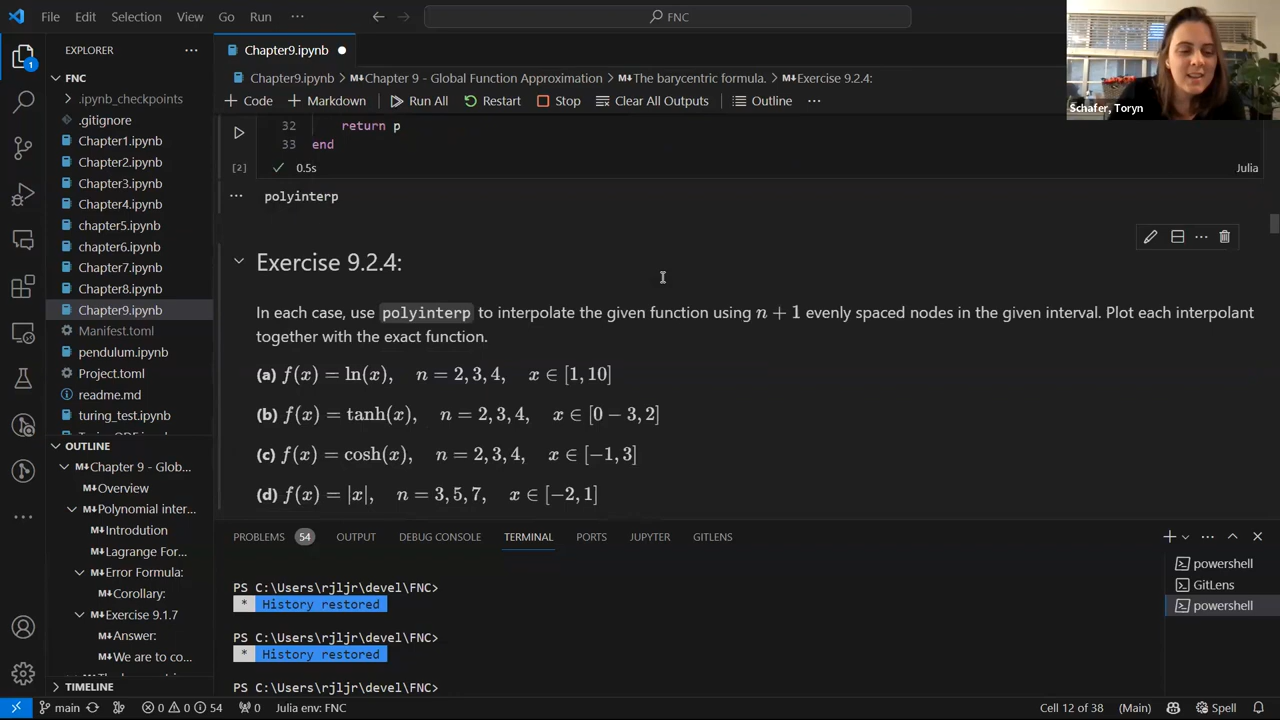 File Edit Selection View Go Run ··· FNC
Schafer, Toryn
EXPLORER ···
FNC
.ipynb_checkpoints
.gitignore
Chapter1.ipynb
Chapter2.ipynb
Chapter3.ipynb
Chapter4.ipynb
chapter5.ipynb
chapter6.ipynb
Chapter7.ipynb
Chapter8.ipynb
Chapter9.ipynb
Manifest.toml
pendulum.ipynb
Project.toml
readme.md
turing_test.ipynb
OUTLINE
Chapter 9 - Glob...
Overview
Polynomial inter...
Introdution
Lagrange For...
Error Formula:
Corollary:
Exercise 9.1.7
Answer:
We are to co...
TIMELINE
Chapter9.ipynb
Chapter9.ipynb > Chapter 9 - Global Function Approximation > The barycentric formula. > Exercise 9.2.4:
+ Code + Markdown Run All Restart Stop Clear All Outputs Outline ···
32 return p
33 end
[2] ✓ 0.5s Julia
··· polyinterp
Exercise 9.2.4:
In each case, use polyinterp to interpolate the given function using n + 1 evenly spaced nodes in the given interval. Plot each interpolant
together with the exact function.
(a) f(x) = ln(x), n = 2, 3, 4, x ∈ [1, 10]
(b) f(x) = tanh(x), n = 2, 3, 4, x ∈ [0 − 3, 2]
(c) f(x) = cosh(x), n = 2, 3, 4, x ∈ [−1, 3]
(d) f(x) = |x|, n = 3, 5, 7, x ∈ [−2, 1]
PROBLEMS 54 OUTPUT DEBUG CONSOLE TERMINAL PORTS JUPYTER GITLENS
PS C:\Users\rjljr\devel\FNC>
* History restored
PS C:\Users\rjljr\devel\FNC>
* History restored
PS C:\Users\rjljr\devel\FNC>
powershell
GitLens
powershell
main 0 0 54 0 Julia env: FNC Cell 12 of 38 (Main) Spell